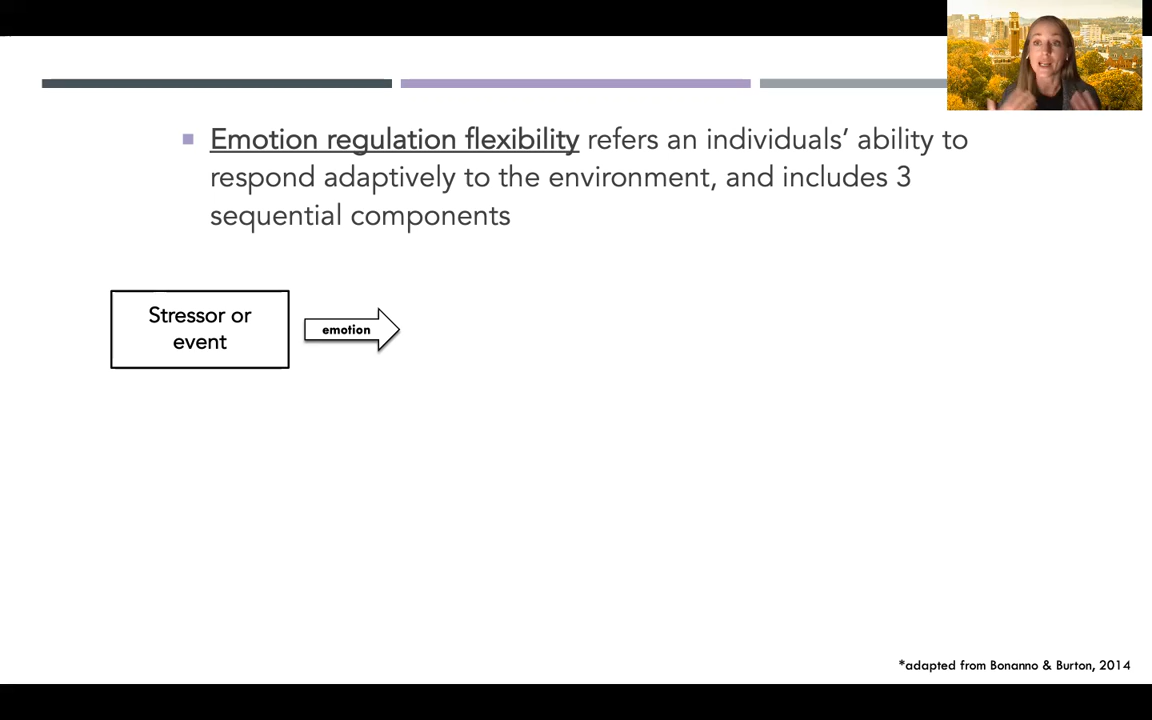 Emotion regulation flexibility refers an individuals’ ability to
respond adaptively to the environment, and includes 3
sequential components
Stressor or
event
emotion
*adapted from Bonanno & Burton, 2014